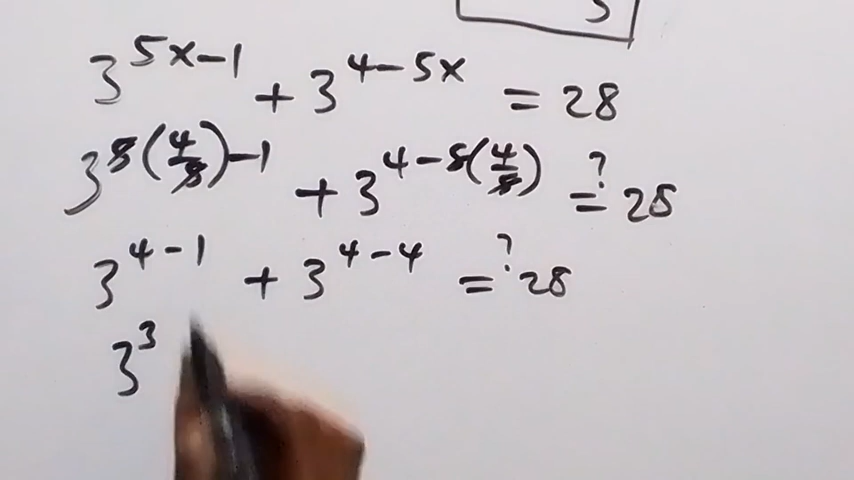 5
3^{5x-1} + 3^{4-5x} = 28
3^{5(4/5)-1} + 3^{4-5(4/5)} =? 28
3^{4-1} + 3^{4-4} =? 28
3^3